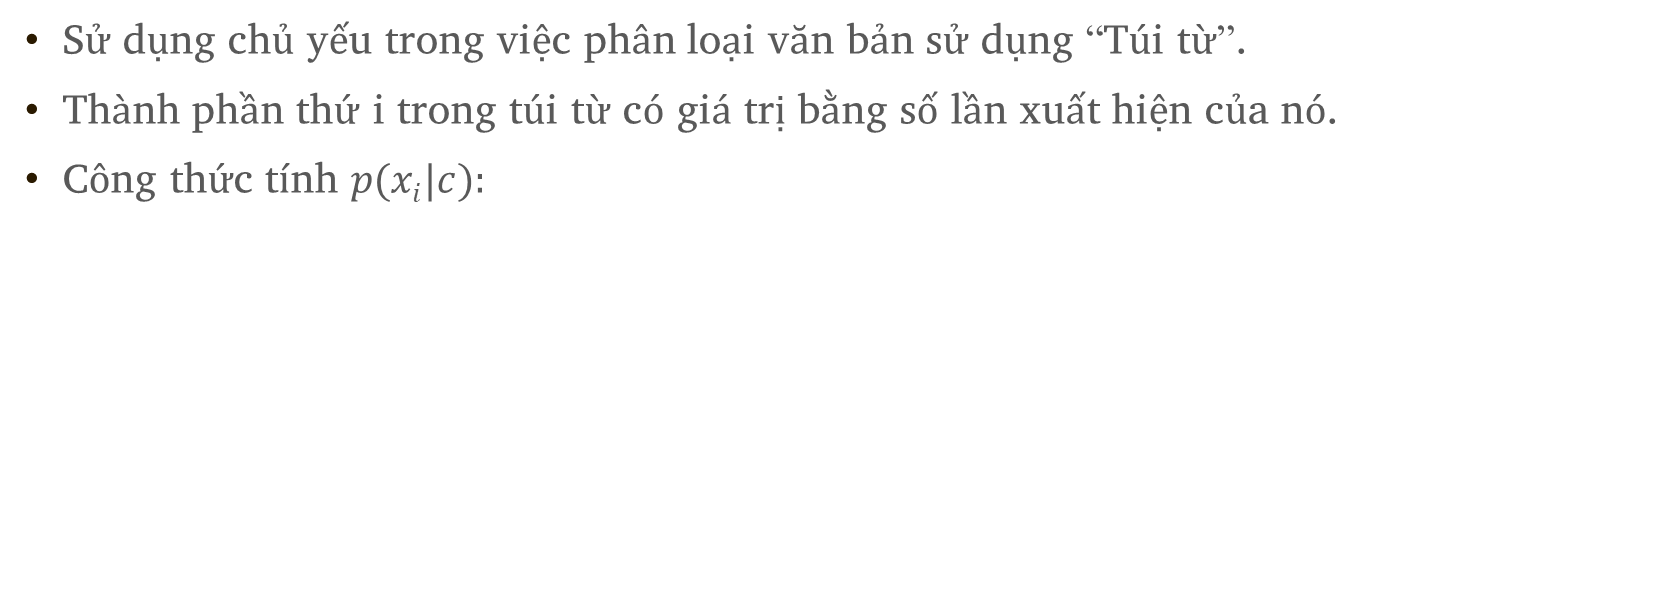 • Sử dụng chủ yếu trong việc phân loại văn bản sử dụng “Túi từ”.
• Thành phần thứ i trong túi từ có giá trị bằng số lần xuất hiện của nó.
• Công thức tính p(xᵢ|c):